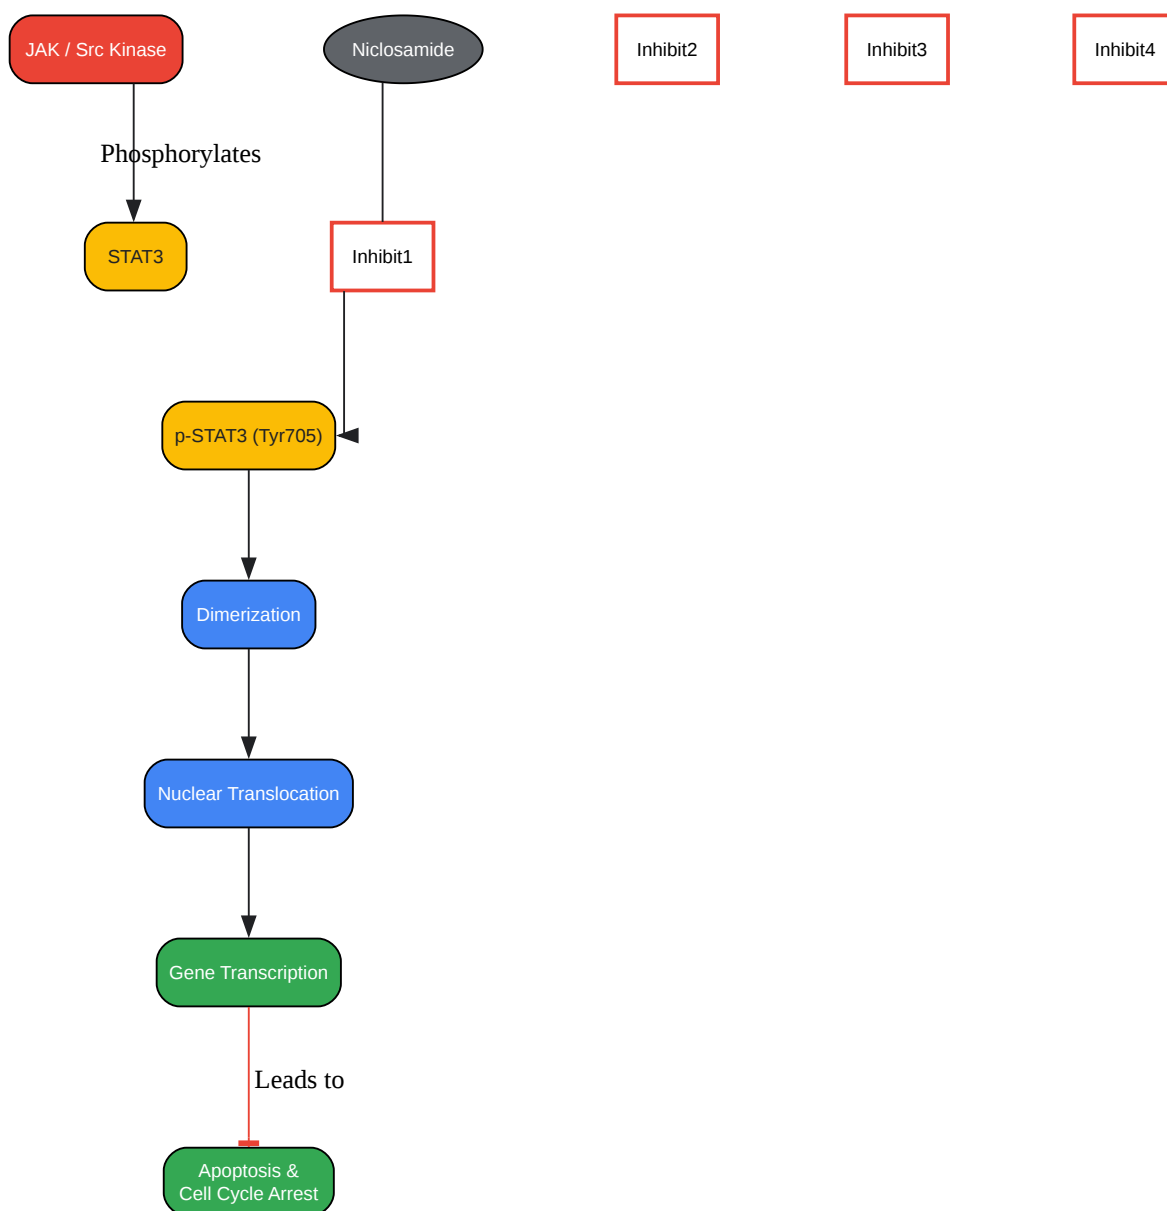 JAK / Src Kinase
Niclosamide
Inhibit2
Inhibit3
Inhibit4
Phosphorylates
STAT3
Inhibit1
p-STAT3 (Tyr705)
Dimerization
Nuclear Translocation
Gene Transcription
Leads to
Apoptosis &
Cell Cycle Arrest